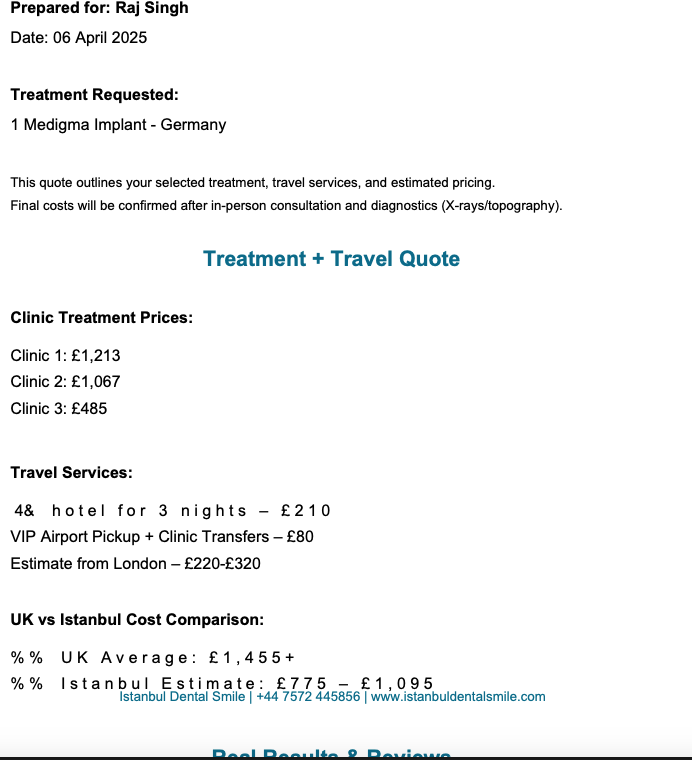 Prepared for: Raj Singh
Date: 06 April 2025
Treatment Requested:
1 Medigma Implant - Germany
This quote outlines your selected treatment, travel services, and estimated pricing.
Final costs will be confirmed after in-person consultation and diagnostics (X-rays/topography).
Treatment + Travel Quote
Clinic Treatment Prices:
Clinic 1: £1,213
Clinic 2: £1,067
Clinic 3: £485
Travel Services:
4& hotel for 3 nights – £210
VIP Airport Pickup + Clinic Transfers – £80
Estimate from London – £220-£320
UK vs Istanbul Cost Comparison:
%% UK Average: £1,455+
%% Istanbul Estimate: £775 – £1,095
Istanbul Dental Smile | +44 7572 445856 | www.istanbuldentalsmile.com
Real Results & Reviews